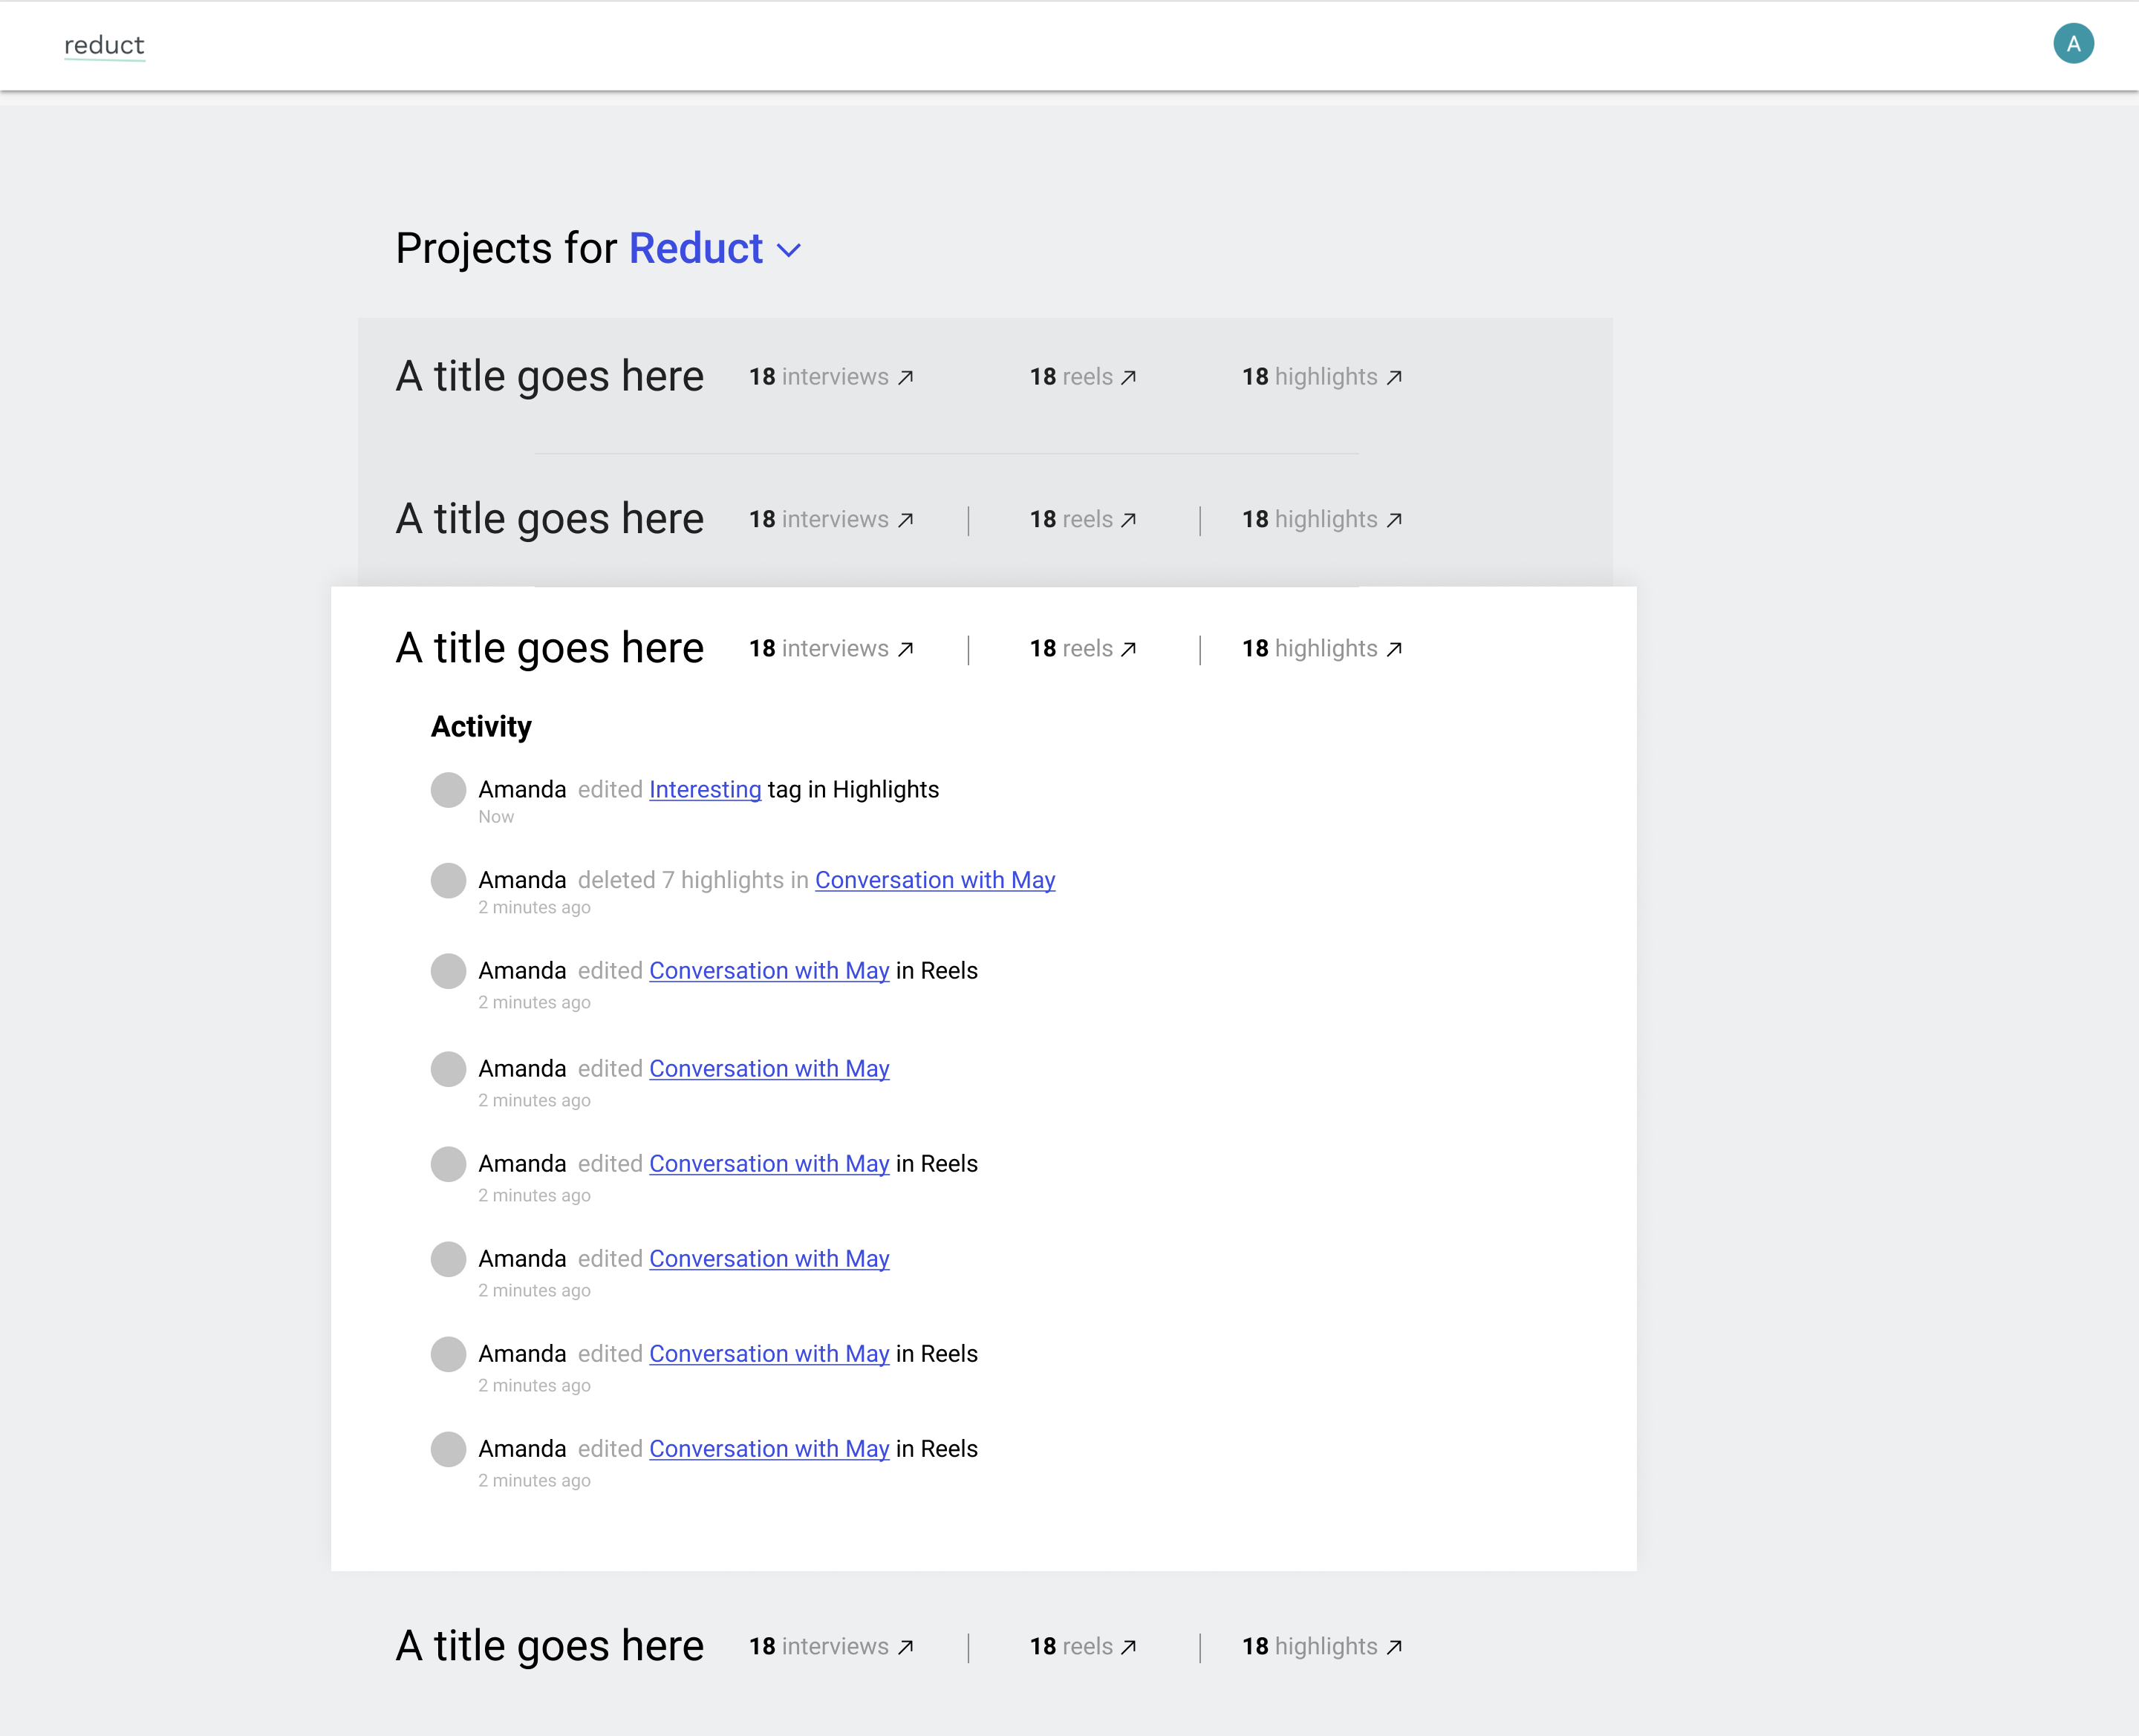 reduct
A
Projects for Reduct
A title goes here 18 interviews 18 reels 18 highlights
A title goes here 18 interviews 18 reels 18 highlights
A title goes here 18 interviews 18 reels 18 highlights
Activity
Amanda edited Interesting tag in Highlights
Now
Amanda deleted 7 highlights in Conversation with May
2 minutes ago
Amanda edited Conversation with May in Reels
2 minutes ago
Amanda edited Conversation with May
2 minutes ago
Amanda edited Conversation with May in Reels
2 minutes ago
Amanda edited Conversation with May
2 minutes ago
Amanda edited Conversation with May in Reels
2 minutes ago
Amanda edited Conversation with May in Reels
2 minutes ago
A title goes here 18 interviews 18 reels 18 highlights